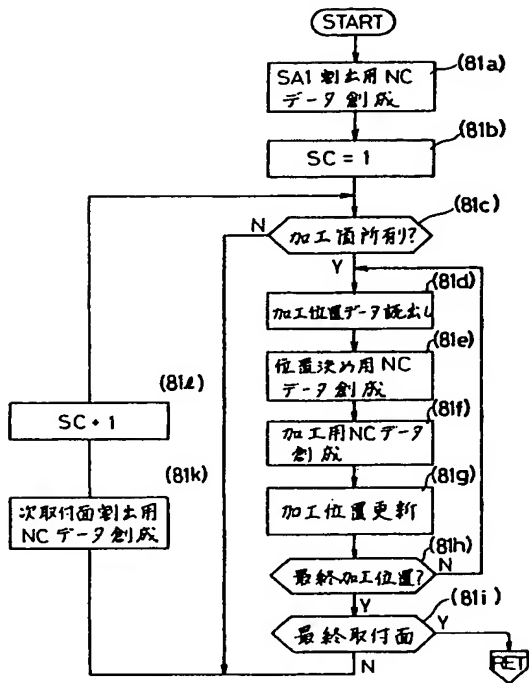 START
(81a)
SA1 割出用 NC
データ創成
(81b)
SC = 1
(81c)
N
加工箇所有?
Y
(81d)
加工位置データ読出し
(81e)
位置決め用 NC
データ創成
(81f)
加工用NCデータ
創成
(81g)
加工位置更新
(81h)
最終加工位置?
N
Y
(81i)
最終取付面
Y
N
RET
(81l)
SC + 1
(81k)
次取付面割出用
NC データ創成